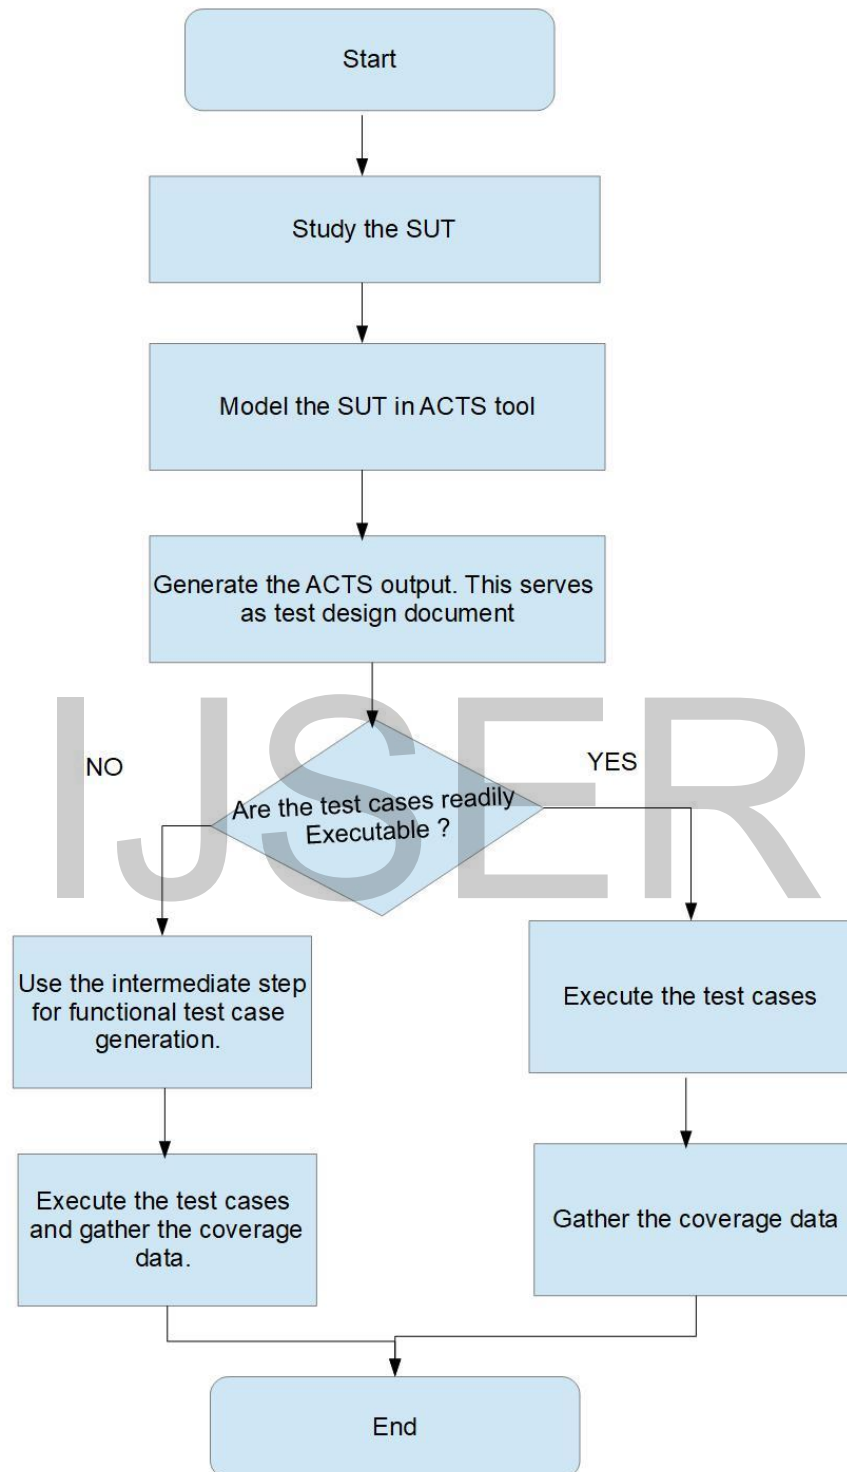 Start
Study the SUT
Model the SUT in ACTS tool
Generate the ACTS output. This serves
as test design document
IJSER
NO
YES
Are the test cases readily
Executable ?
Use the intermediate step
for functional test case
generation.
Execute the test cases
Execute the test cases
and gather the coverage
data.
Gather the coverage data
End